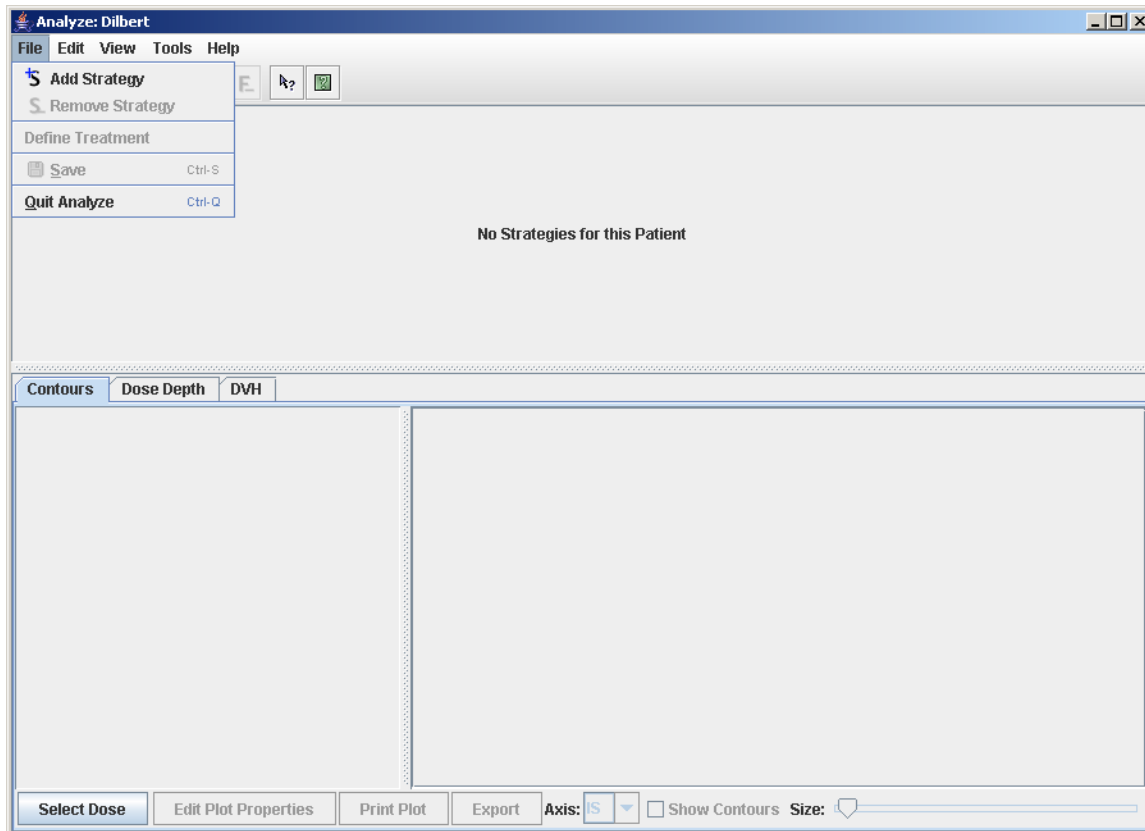 Analyze: Dilbert
File Edit View Tools Help
Add Strategy
Remove Strategy
Define Treatment
Save Ctrl-S
Quit Analyze Ctrl-Q
No Strategies for this Patient
Contours Dose Depth DVH
Select Dose Edit Plot Properties Print Plot Export Axis: IS Show Contours Size: